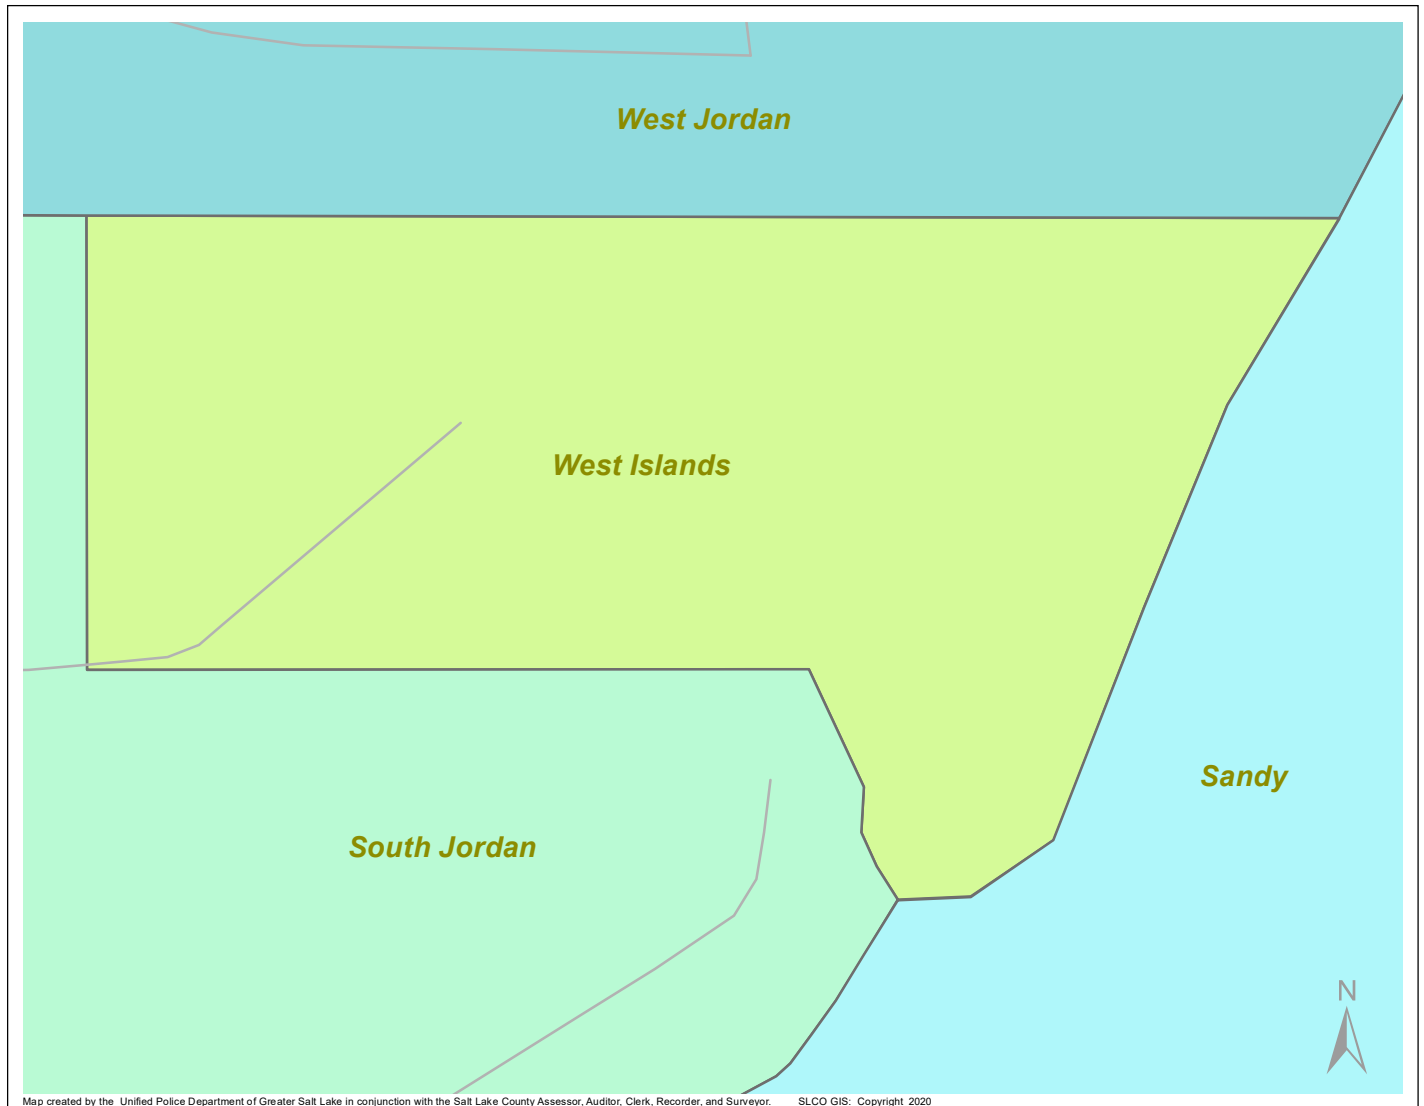 West Jordan
West Islands
Sandy
South Jordan
N
Map created by the Unified Police Department of Greater Salt Lake in conjunction with the Salt Lake County Assessor, Auditor, Clerk, Recorder, and Surveyor. SLCO GIS: Copyright 2020